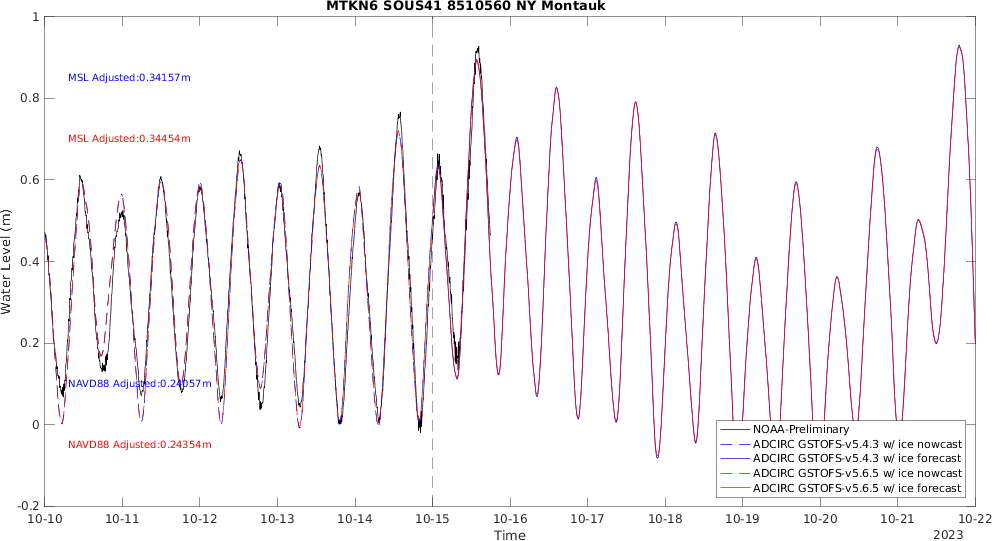 MTKN6 SOUS41 8510560 NY Montauk
1
0.8
0.6
0.4
0.2
0
-0.2
Water Level (m)
MSL Adjusted:0.34157m
MSL Adjusted:0.34454m
NAVD88 Adjusted:0.24057m
NAVD88 Adjusted:0.24354m
NOAA-Preliminary
ADCIRC GSTOFS-v5.4.3 w/ ice nowcast
ADCIRC GSTOFS-v5.4.3 w/ ice forecast
ADCIRC GSTOFS-v5.6.5 w/ ice nowcast
ADCIRC GSTOFS-v5.6.5 w/ ice forecast
10-10 10-11 10-12 10-13 10-14 10-15 10-16 10-17 10-18 10-19 10-20 10-21 10-22
Time
2023